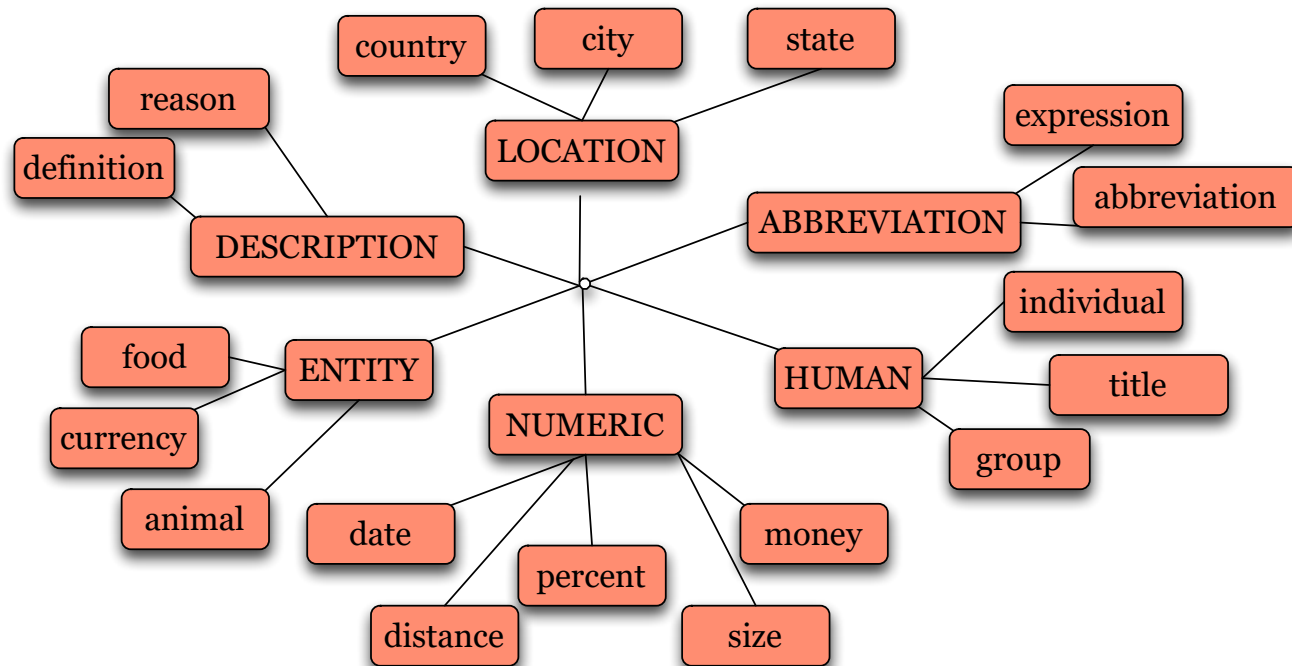 country
city
state
reason
expression
definition
LOCATION
abbreviation
ABBREVIATION
DESCRIPTION
individual
food
ENTITY
HUMAN
title
NUMERIC
currency
group
animal
date
money
percent
distance
size